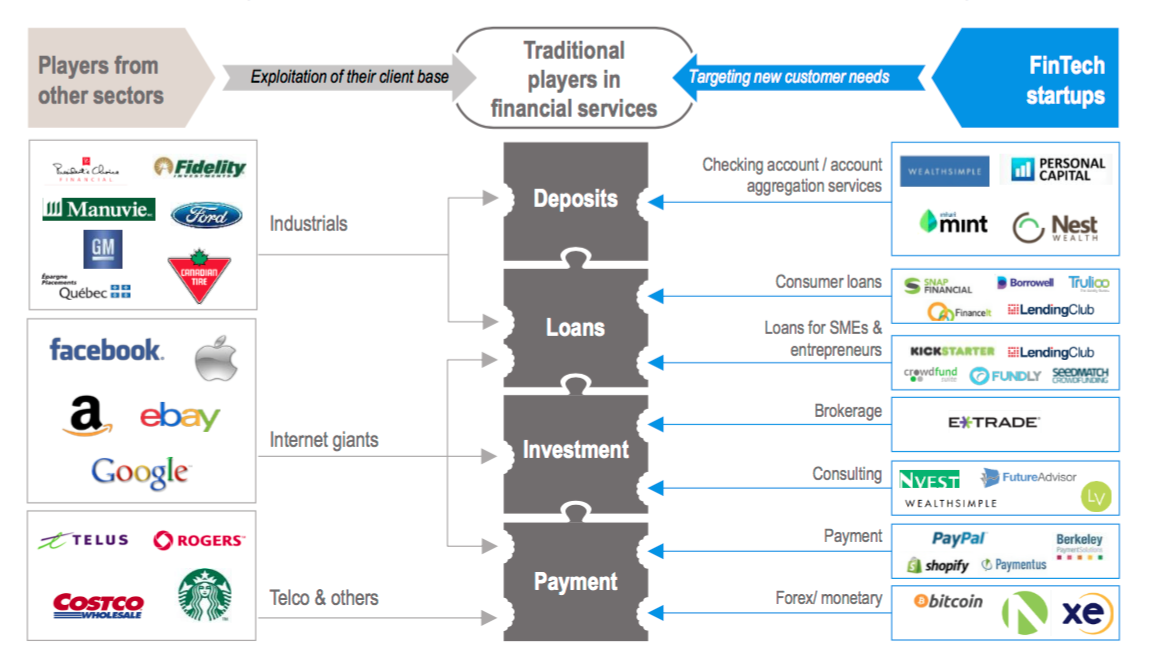 Players from
other sectors
Exploitation of their client base
Traditional
players in
financial services
Targeting new customer needs
FinTech
startups
President's Choice
FINANCIAL
Fidelity
INVESTMENTS
Manuvie
Ford
GM
CANADIAN
TIRE
Épargne
Placements
Québec
Industrials
facebook.
a
ebay
Google
Internet giants
TELUS
ROGERS™
COSTCO
WHOLESALE
Telco & others
Deposits
Loans
Investment
Payment
Checking account / account
aggregation services
WEALTHSIMPLE
PERSONAL
CAPITAL
intuit
mint
Nest
WEALTH
Consumer loans
SNAP
FINANCIAL
Borrowell
Trulioo
FinanceIt
LendingClub
Loans for SMEs &
entrepreneurs
KICKSTARTER
LendingClub
crowdfund
FUNDLY
SEEDMATCH
CROWDFUNDING
Brokerage
E*TRADE
Consulting
NVEST
FutureAdvisor
WEALTHSIMPLE
LV
Payment
PayPal
Berkeley
PaymentSolutions
shopify
Paymentus
Forex/ monetary
bitcoin
N
xe